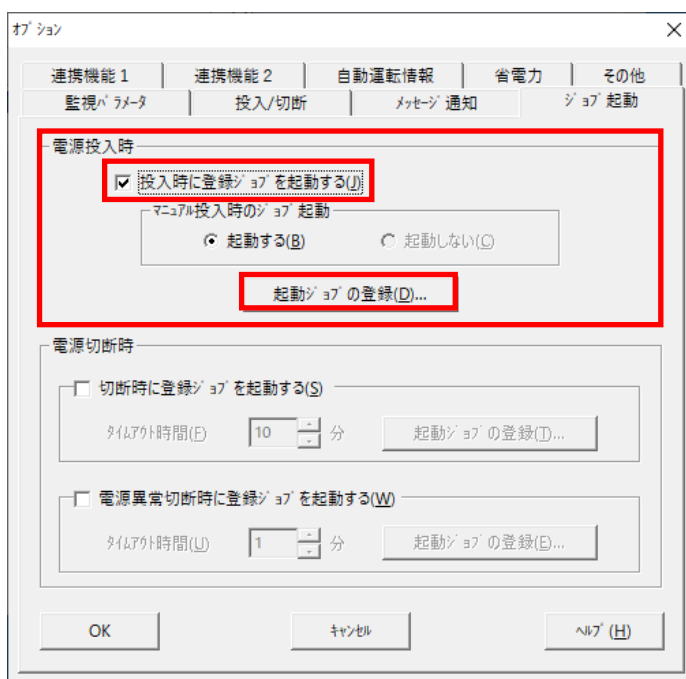 オプション
連携機能1 連携機能2 自動運転情報 省電力 その他
監視パラメータ 投入/切断 メッセージ通知 ジョブ起動
電源投入時
投入時に登録ジョブを起動する(J)
マニュアル投入時のジョブ起動
起動する(B) 起動しない(C)
起動ジョブの登録(D)...
電源切断時
切断時に登録ジョブを起動する(S)
タイムアウト時間(F) 10 分 起動ジョブの登録(T)...
電源異常切断時に登録ジョブを起動する(W)
タイムアウト時間(U) 1 分 起動ジョブの登録(E)...
OK キャンセル ヘルプ(H)